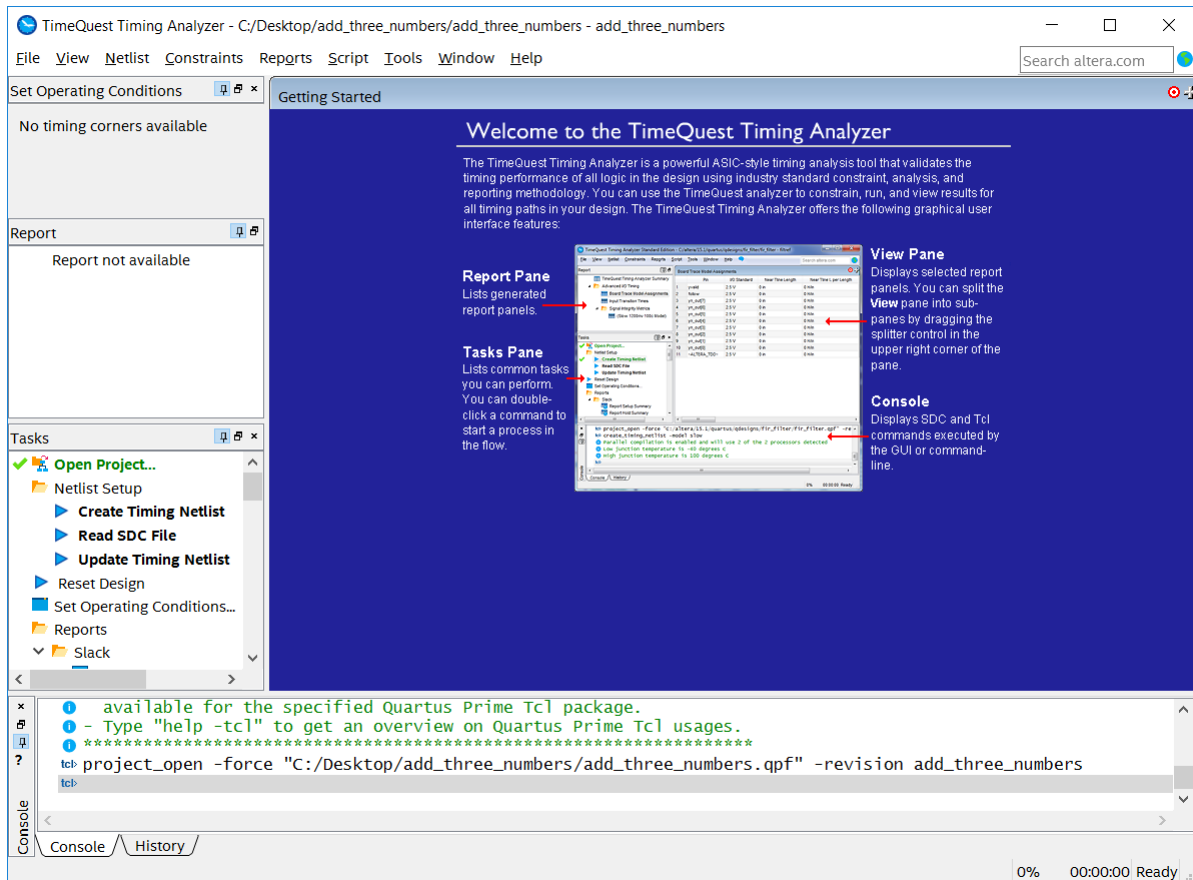 TimeQuest Timing Analyzer - C:/Desktop/add_three_numbers/add_three_numbers - add_three_numbers
File View Netlist Constraints Reports Script Tools Window Help
Search altera.com
Set Operating Conditions
No timing corners available
Report
Report not available
Tasks
Open Project...
Netlist Setup
Create Timing Netlist
Read SDC File
Update Timing Netlist
Reset Design
Set Operating Conditions...
Reports
Slack
Getting Started
Welcome to the TimeQuest Timing Analyzer
The TimeQuest Timing Analyzer is a powerful ASIC-style timing analysis tool that validates the
timing performance of all logic in the design using industry standard constraint, analysis, and
reporting methodology. You can use the TimeQuest analyzer to constrain, run, and view results for
all timing paths in your design. The TimeQuest Timing Analyzer offers the following graphical user
interface features:
Report Pane
Lists generated
report panels.
Tasks Pane
Lists common tasks
you can perform.
You can double-
click a command to
start a process in
the flow.
View Pane
Displays selected report
panels. You can split the
View pane into sub-
panes by dragging the
splitter control in the
upper right corner of the
pane.
Console
Displays SDC and Tcl
commands executed by
the GUI or command-
line.
available for the specified Quartus Prime Tcl package.
- Type "help -tcl" to get an overview on Quartus Prime Tcl usages.
*******************************************************************
tcl> project_open -force "C:/Desktop/add_three_numbers/add_three_numbers.qpf" -revision add_three_numbers
tcl>
Console
Console History
0% 00:00:00 Ready